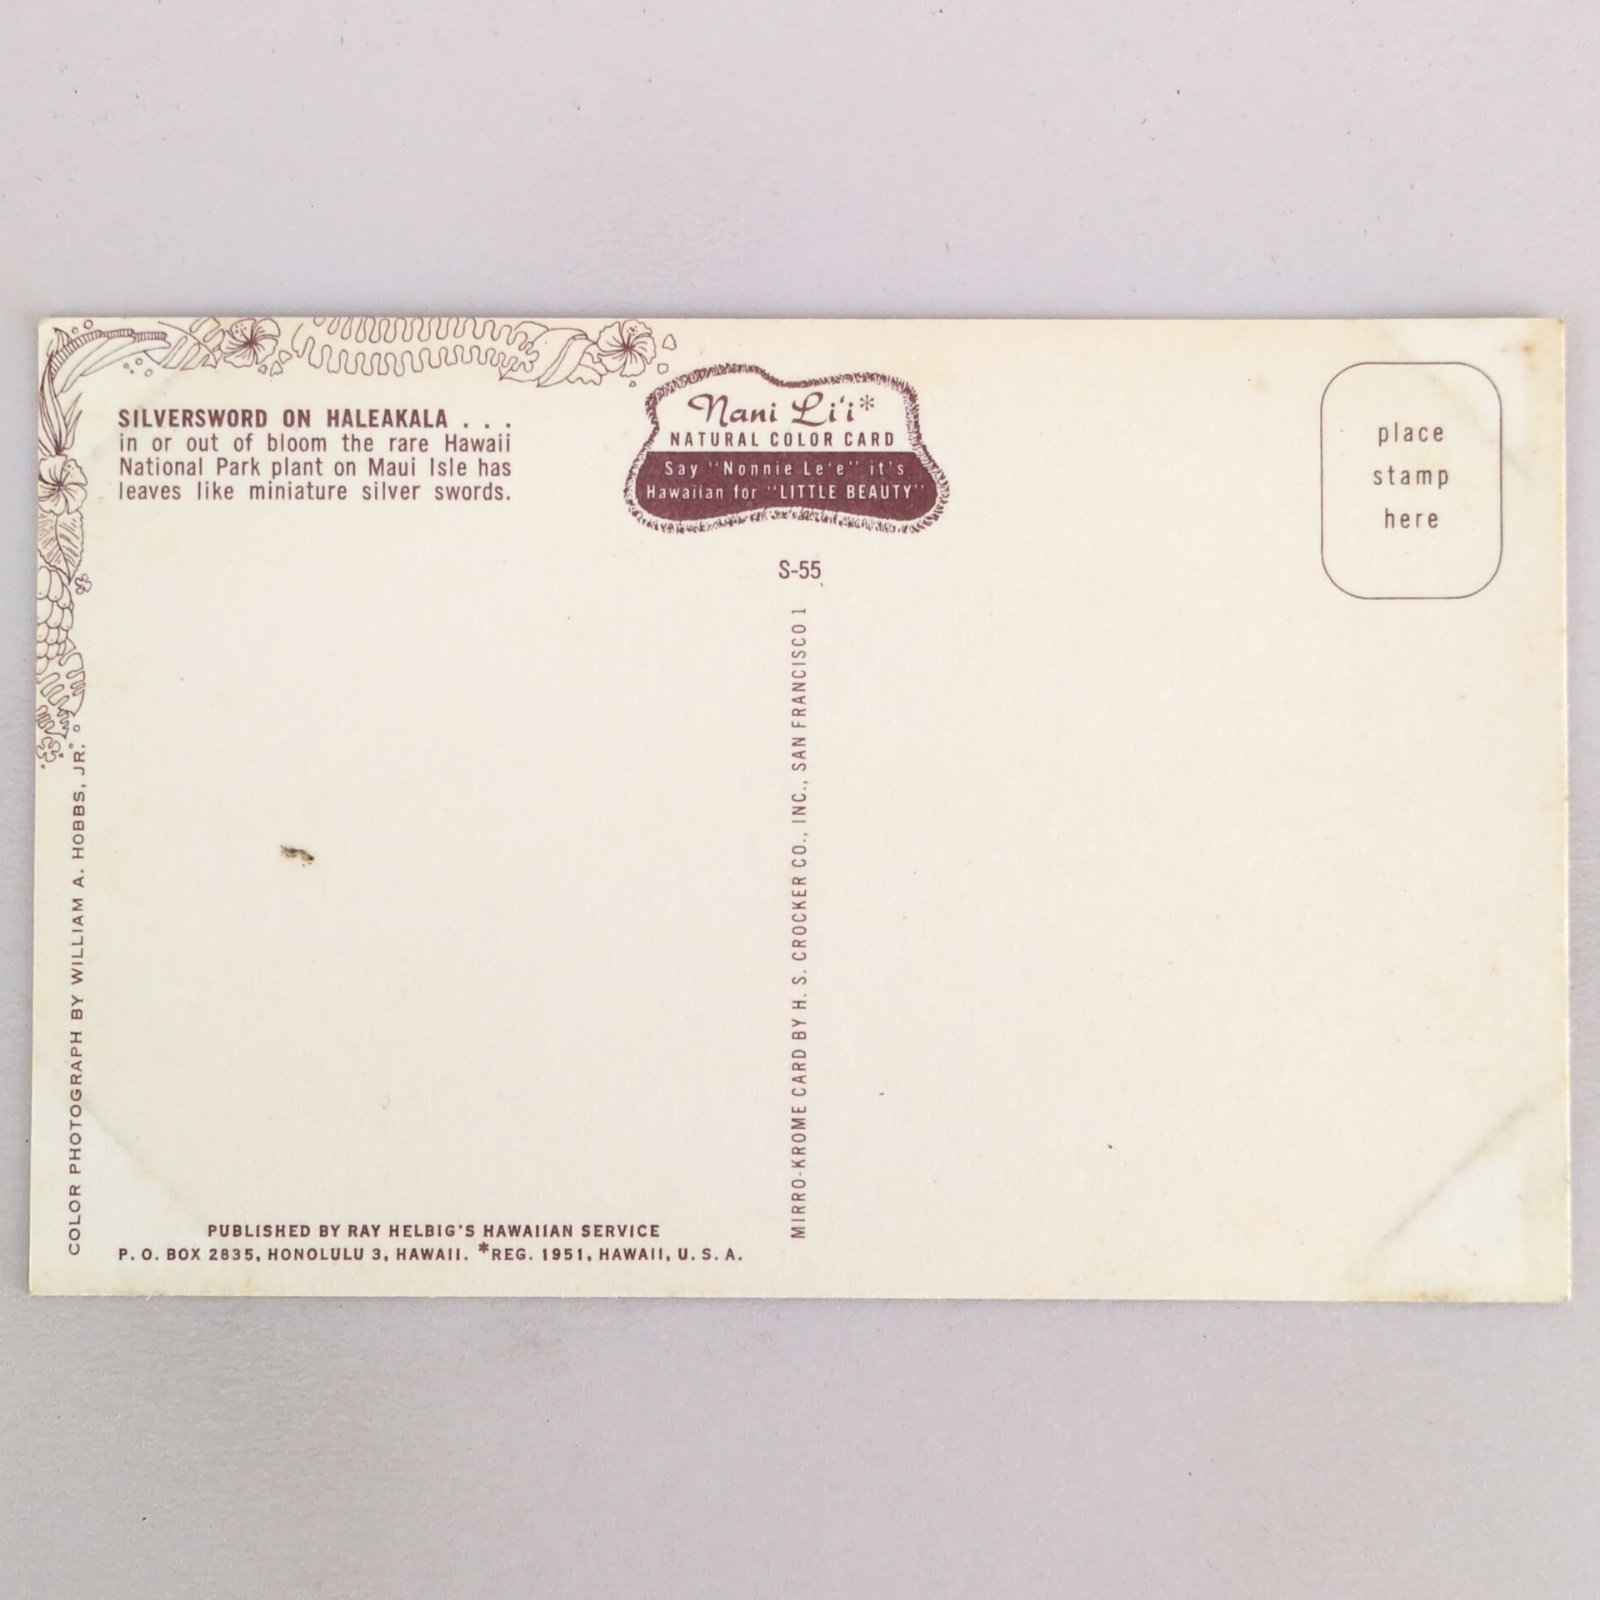 SILVERSWORD ON HALEAKALA . . .
in or out of bloom the rare Hawaii
National Park plant on Maui Isle has
leaves like miniature silver swords.
Nani Li'i*
NATURAL COLOR CARD
Say "Nonnie Le'e" it's
Hawaiian for "LITTLE BEAUTY"
S-55
place
stamp
here
COLOR PHOTOGRAPH BY WILLIAM A. HOBBS, JR.
MIRRO-KROME CARD BY H. S. CROCKER CO., INC., SAN FRANCISCO 1
PUBLISHED BY RAY HELBIG'S HAWAIIAN SERVICE
P. O. BOX 2835, HONOLULU 3, HAWAII. *REG. 1951, HAWAII, U. S. A.